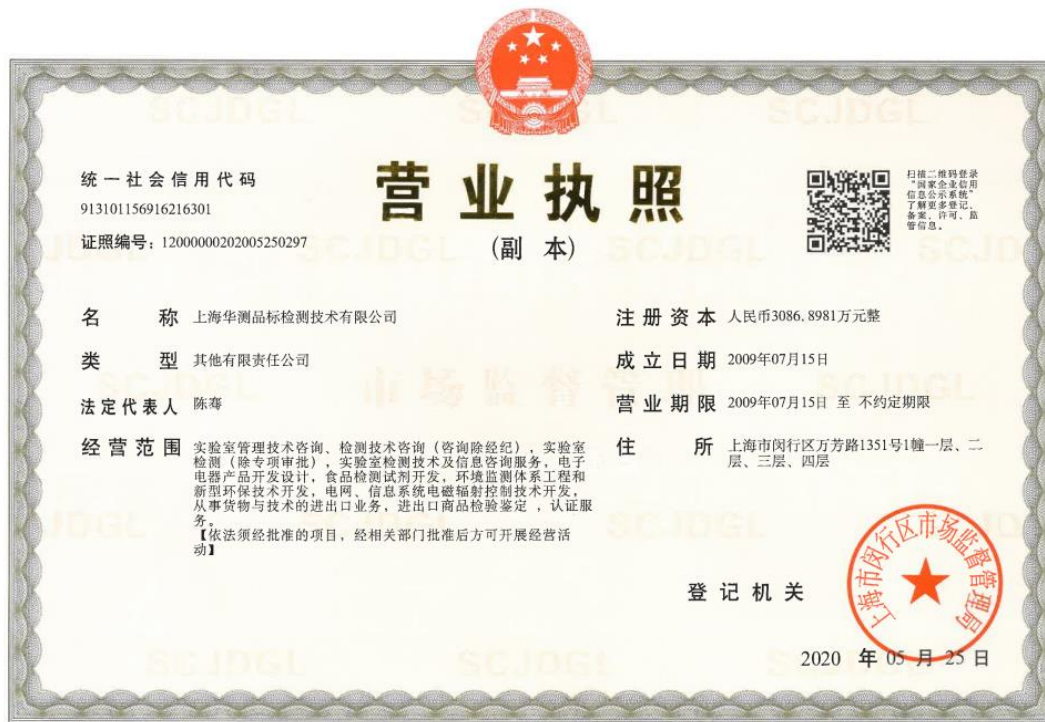 统一社会信用代码
913101156916216301
证照编号：12000000202005250297
营业执照
(副 本)
扫描二维码登录
“国家企业信用
信息公示系统”
了解更多登记、
备案、许可、监
管信息。
名 称 上海华测品标检测技术有限公司
类 型 其他有限责任公司
法定代表人 陈骞
经营范围 实验室管理技术咨询、检测技术咨询（咨询除经纪），实验室
检测（除专项审批），实验室检测技术及信息咨询服务，电子
电器产品开发设计，食品检测试剂开发，环境监测体系工程和
新型环保技术开发，电网、信息系统电磁辐射控制技术开发，
从事货物与技术的进出口业务，进出口商品检验鉴定 ，认证服
务。
【依法须经批准的项目，经相关部门批准后方可开展经营活
动】
注册资本 人民币3086.8981万元整
成立日期 2009年07月15日
营业期限 2009年07月15日 至 不约定期限
住 所 上海市闵行区万芳路1351号1幢一层、二
层、三层、四层
登记机关
上海市闵行区市场监督管理局
2020 年 05 月 25 日
SCJDGL
市场监督管理